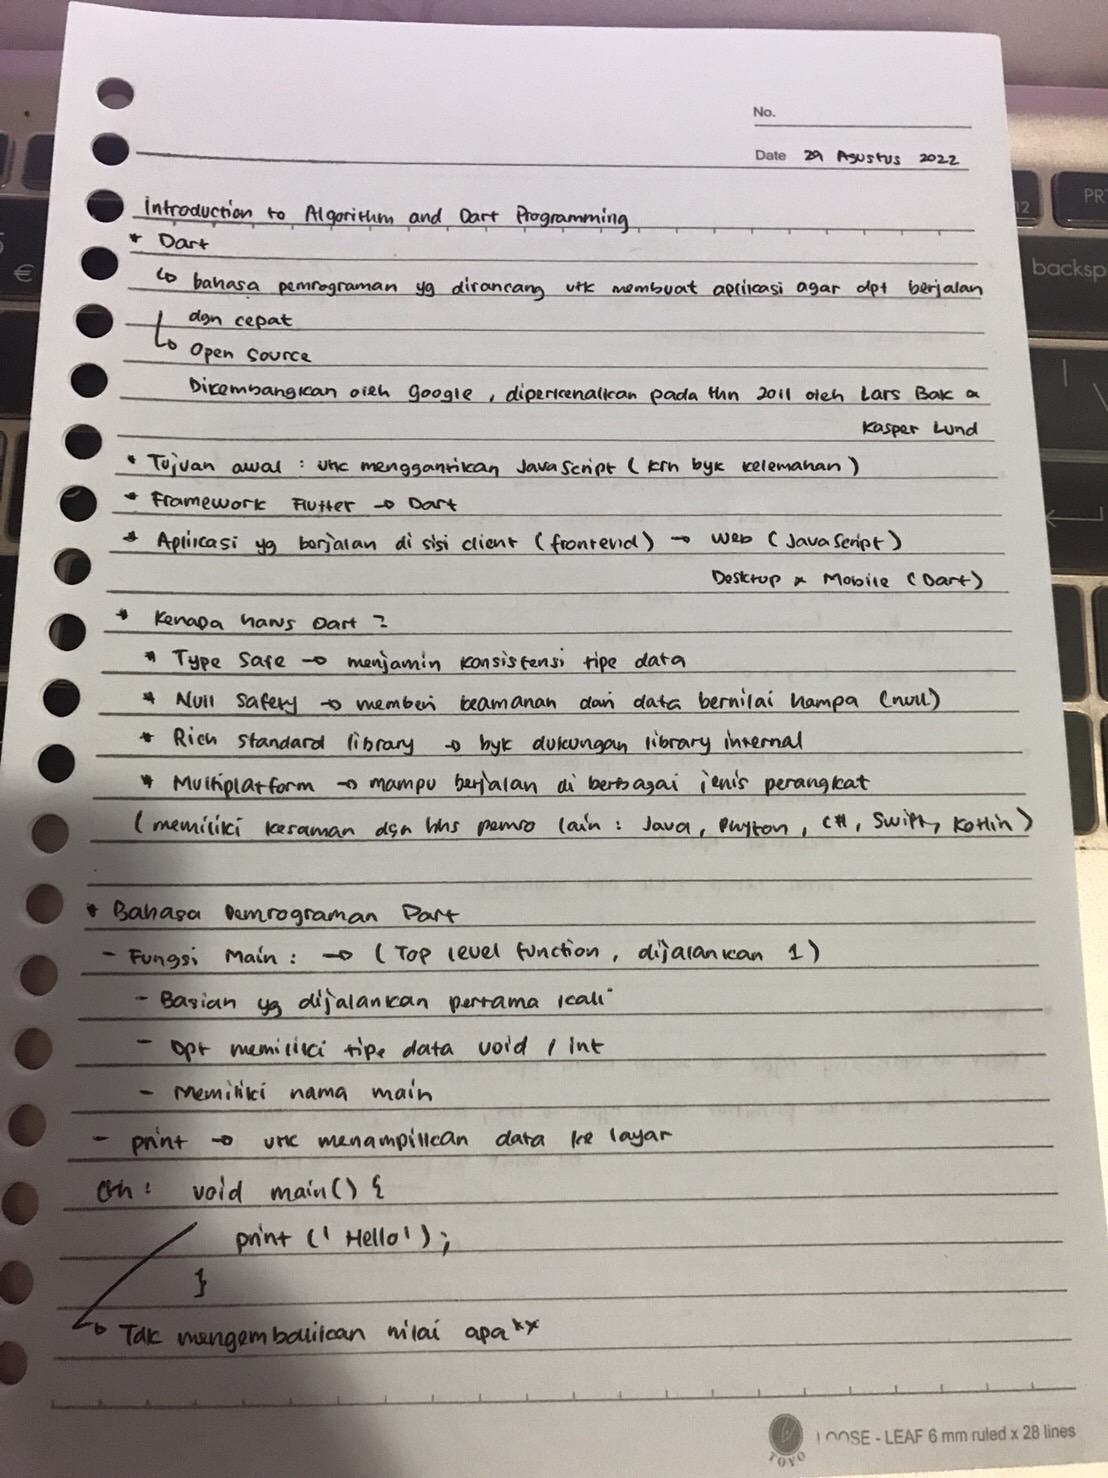 No.
Date 29 Agustus 2022
Introduction to Algorithm and Dart Programming
* Dart
↳ bahasa pemrograman yg dirancang utk membuat aplikasi agar dpt berjalan
dgn cepat
↳ Open Source
Dikembangkan oleh Google, diperkenalkan pada thn 2011 oleh Lars Bak &
Kasper Lund
* Tujuan awal : utk menggantikan JavaScript (krn byk kelemahan)
* Framework Flutter → Dart
* Aplikasi yg berjalan di sisi client (frontend) → Web (JavaScript)
Desktop & Mobile (Dart)
* Kenapa harus Dart ?
* Type Safe → menjamin konsistensi tipe data
* Null Safety → memberi keamanan dari data bernilai hampa (null)
* Rich standard library → byk dukungan library internal
* Multiplatform → mampu berjalan di berbagai jenis perangkat
(memiliki kesaman dgn bhs pemro lain : Java, Phyton, C#, Swift, Kotlin)
* Bahasa Pemrograman Dart
- Fungsi Main : → (Top level function, dijalankan 1)
- Bagian yg dijalankan pertama kali
- Dpt memiliki tipe data void / int
- Memiliki nama main
- print → utk menampilkan data ke layar
Cth : void main() {
print ('Hello');
}
↳ Tdk mengembalikan nilai apa**
TOYO
LOOSE - LEAF 6 mm ruled x 28 lines
5
€
12
PR
backsp